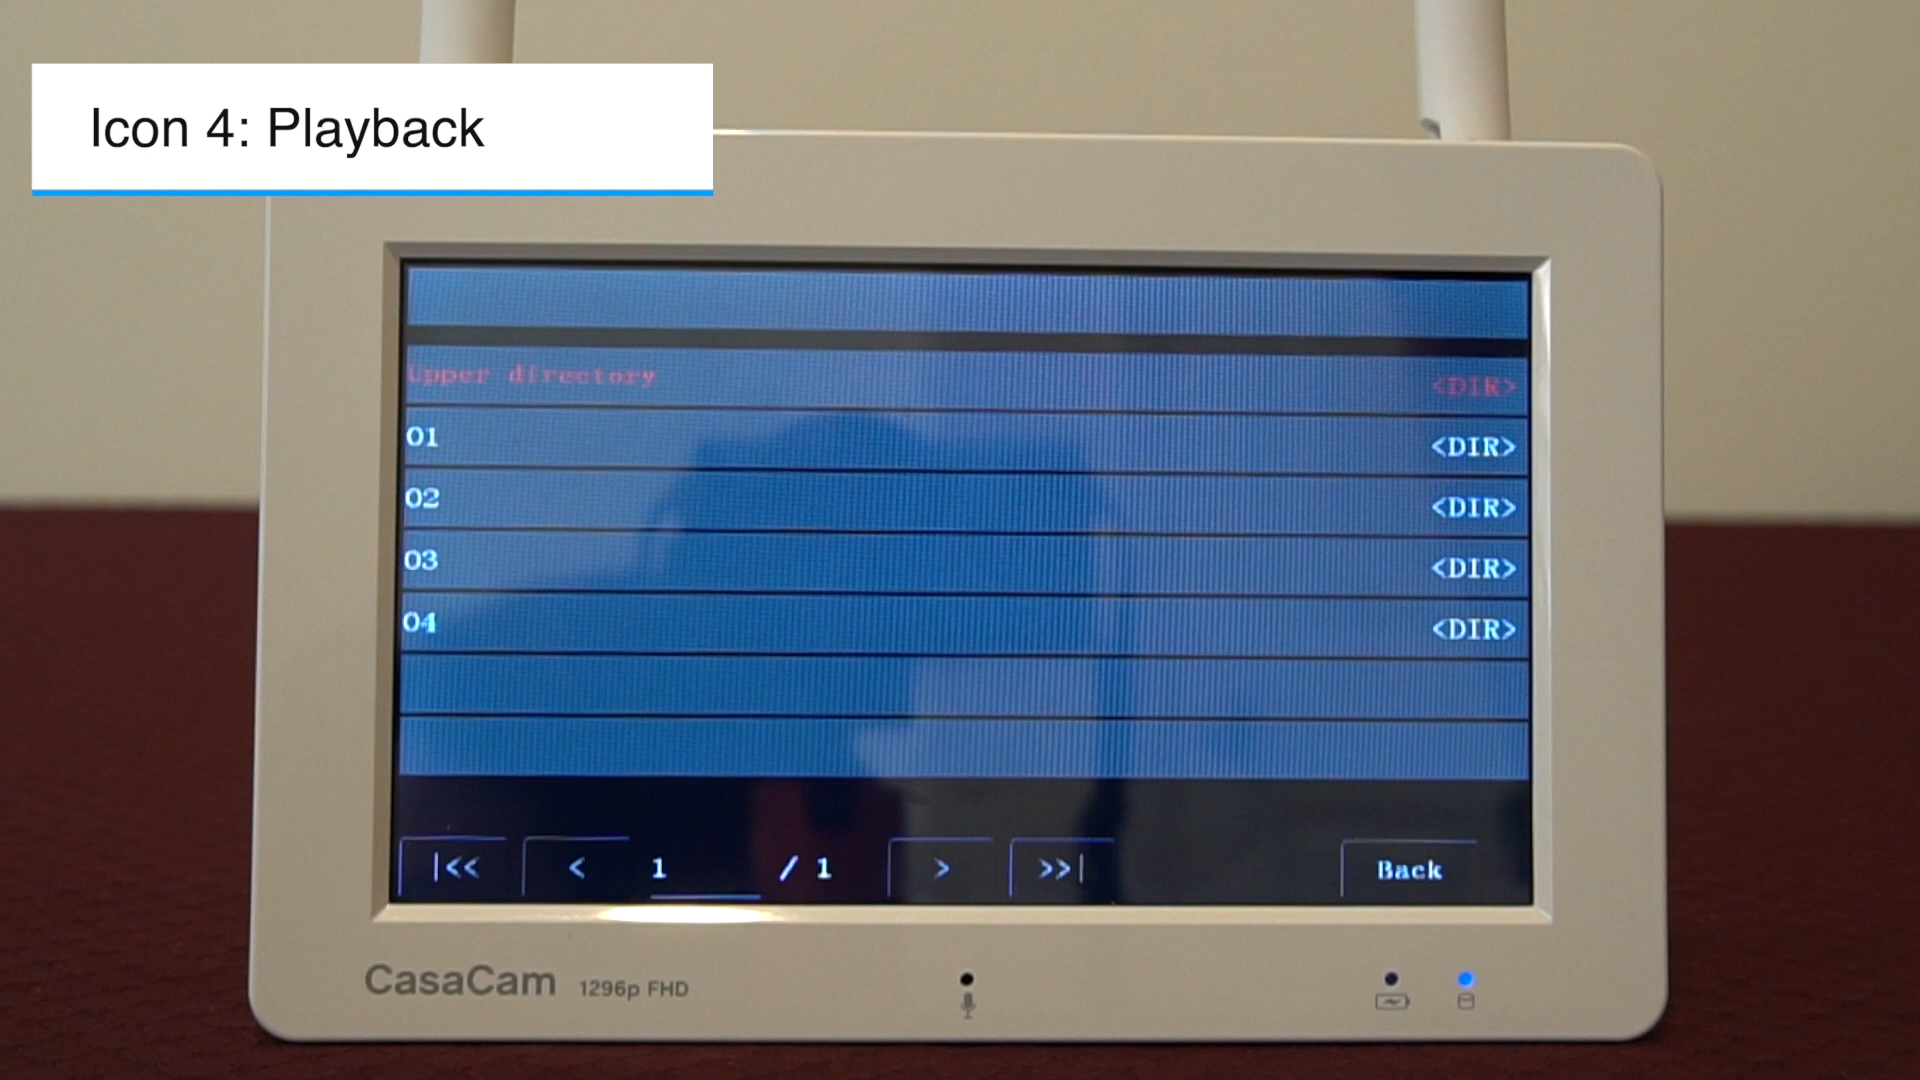 Icon 4: Playback
Upper directory <DIR>
01 <DIR>
02 <DIR>
03 <DIR>
04 <DIR>
|<< < 1 / 1 > >>| Back
CasaCam 1296p FHD